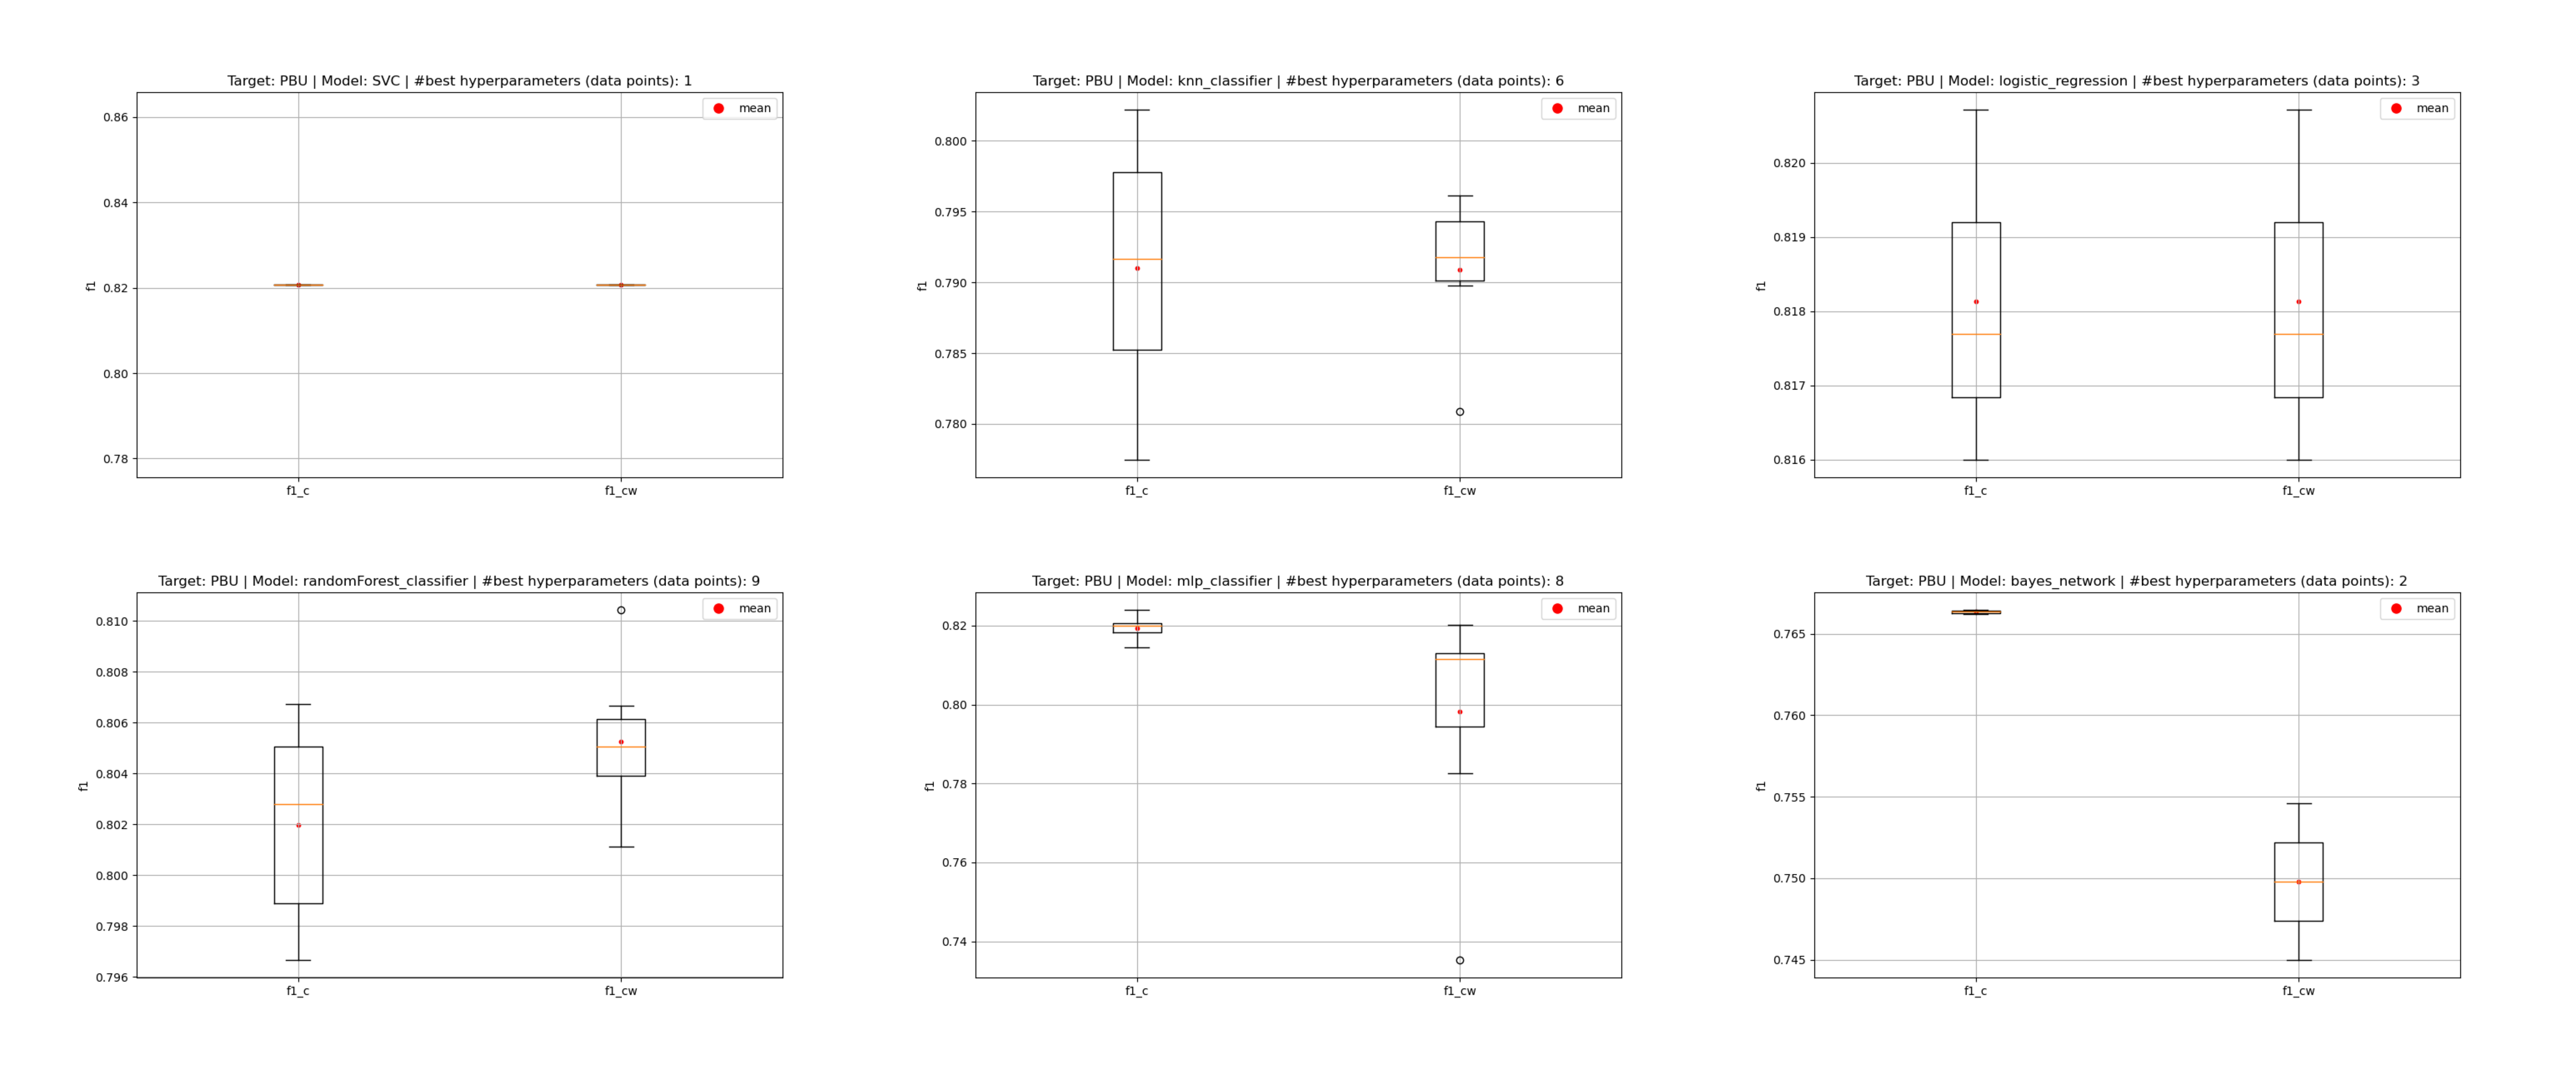 Target: PBU | Model: SVC | #best hyperparameters (data points): 1
mean
0.86
0.84
0.82
0.80
0.78
f1
f1_c
f1_cw
Target: PBU | Model: knn_classifier | #best hyperparameters (data points): 6
mean
0.800
0.795
0.790
0.785
0.780
f1
f1_c
f1_cw
Target: PBU | Model: logistic_regression | #best hyperparameters (data points): 3
mean
0.820
0.819
0.818
0.817
0.816
f1
f1_c
f1_cw
Target: PBU | Model: randomForest_classifier | #best hyperparameters (data points): 9
mean
0.810
0.808
0.806
0.804
0.802
0.800
0.798
0.796
f1
f1_c
f1_cw
Target: PBU | Model: mlp_classifier | #best hyperparameters (data points): 8
mean
0.82
0.80
0.78
0.76
0.74
f1
f1_c
f1_cw
Target: PBU | Model: bayes_network | #best hyperparameters (data points): 2
mean
0.765
0.760
0.755
0.750
0.745
f1
f1_c
f1_cw